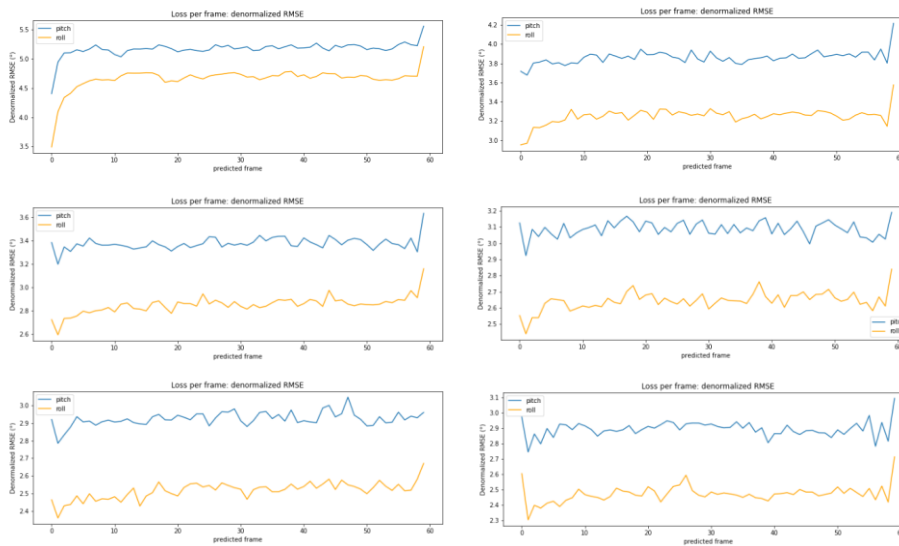 Loss per frame: denormalized RMSE
pitch
roll
Denormalized RMSE (°)
5.5
5.0
4.5
4.0
3.5
0 10 20 30 40 50 60
predicted frame
Loss per frame: denormalized RMSE
pitch
roll
Denormalized RMSE (°)
4.2
4.0
3.8
3.6
3.4
3.2
3.0
0 10 20 30 40 50 60
predicted frame
Loss per frame: denormalized RMSE
pitch
roll
Denormalized RMSE (°)
3.6
3.4
3.2
3.0
2.8
2.6
0 10 20 30 40 50 60
predicted frame
Loss per frame: denormalized RMSE
Denormalized RMSE (°)
3.2
3.1
3.0
2.9
2.8
2.7
2.6
2.5
pitch
roll
0 10 20 30 40 50
predicted frame
Loss per frame: denormalized RMSE
pitch
roll
Denormalized RMSE (°)
3.0
2.9
2.8
2.7
2.6
2.5
2.4
0 10 20 30 40 50 60
predicted frame
Loss per frame: denormalized RMSE
pitch
roll
Denormalized RMSE (°)
3.1
3.0
2.9
2.8
2.7
2.6
2.5
2.4
2.3
0 10 20 30 40 50
predicted frame